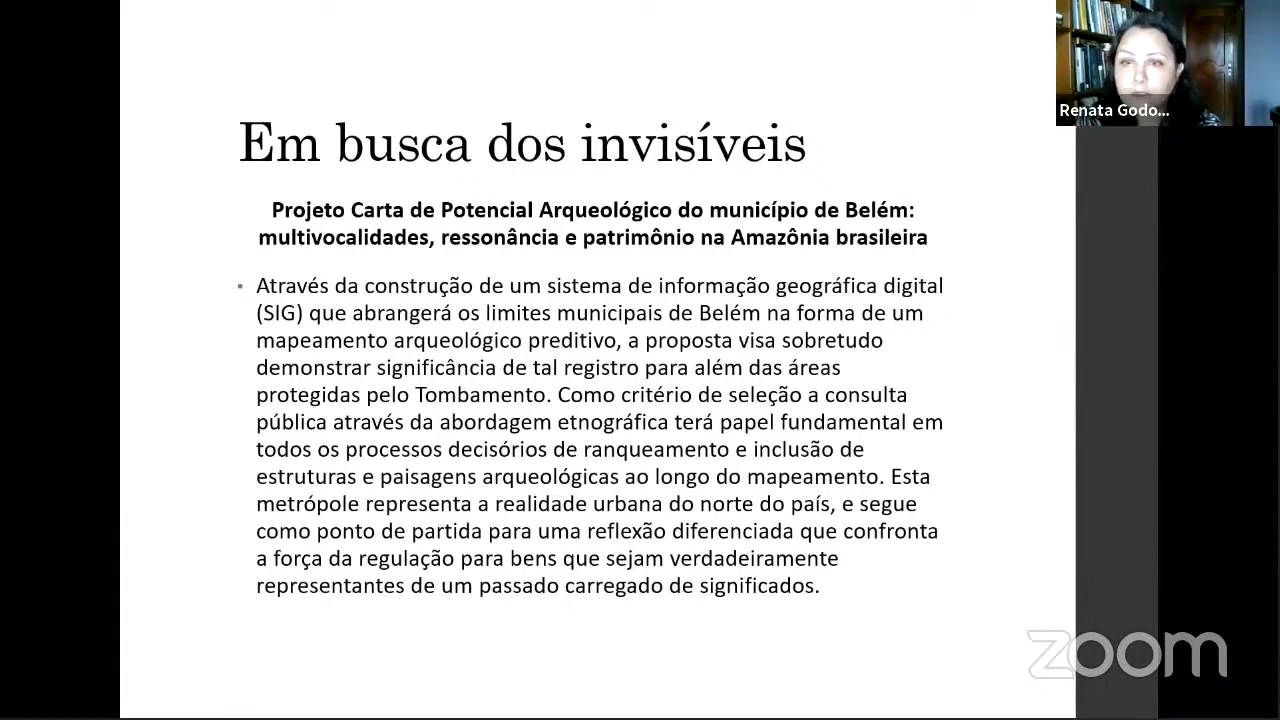 Em busca dos invisíveis
Projeto Carta de Potencial Arqueológico do município de Belém:
multivocalidades, ressonância e patrimônio na Amazônia brasileira
• Através da construção de um sistema de informação geográfica digital
(SIG) que abrangerá os limites municipais de Belém na forma de um
mapeamento arqueológico preditivo, a proposta visa sobretudo
demonstrar significância de tal registro para além das áreas
protegidas pelo Tombamento. Como critério de seleção a consulta
pública através da abordagem etnográfica terá papel fundamental em
todos os processos decisórios de ranqueamento e inclusão de
estruturas e paisagens arqueológicas ao longo do mapeamento. Esta
metrópole representa a realidade urbana do norte do país, e segue
como ponto de partida para uma reflexão diferenciada que confronta
a força da regulação para bens que sejam verdadeiramente
representantes de um passado carregado de significados.
Renata Godo...
zoom